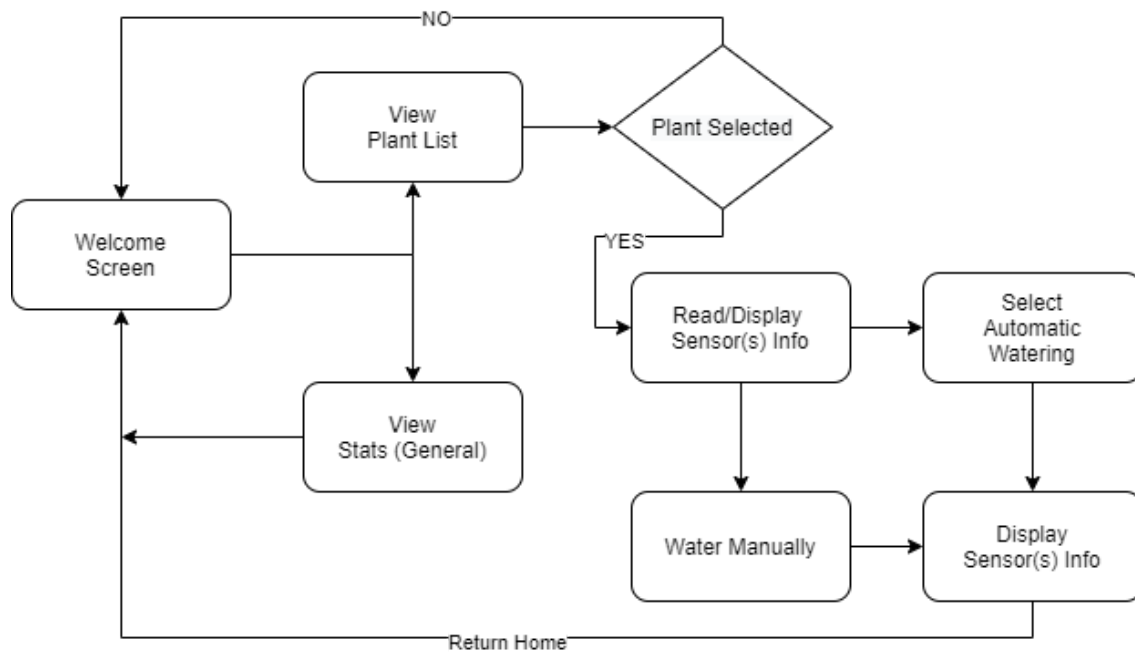 NO
View
Plant List
Plant Selected
Welcome
Screen
YES
Read/Display
Sensor(s) Info
Select
Automatic
Watering
View
Stats (General)
Water Manually
Display
Sensor(s) Info
Return Home